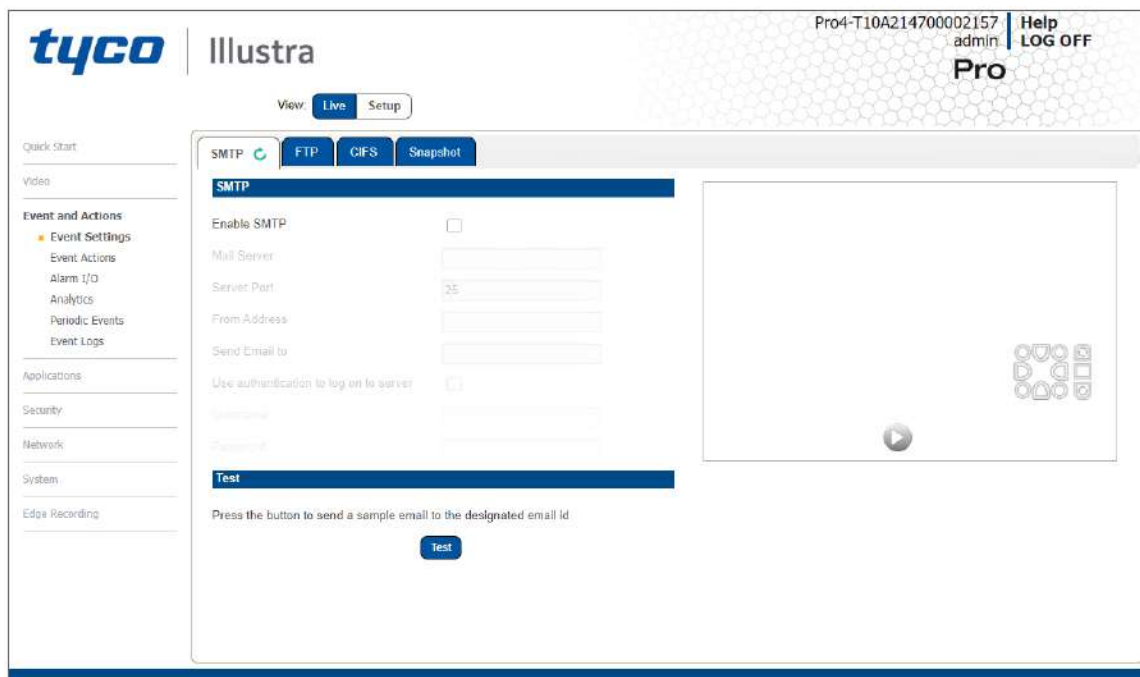 tyco
Illustra
Pro4-T10A214700002157
Help
admin
LOG OFF
Pro
View: Live Setup
Quick Start
Video
Event and Actions
Event Settings
Event Actions
Alarm I/O
Analytics
Periodic Events
Event Logs
Applications
Security
Network
System
Edge Recording
SMTP FTP CIFS Snapshot
SMTP
Enable SMTP
Mail Server
Server Port 25
From Address
Send Email to
Use authentication to log on to server
Username
Password
Test
Press the button to send a sample email to the designated email id
Test